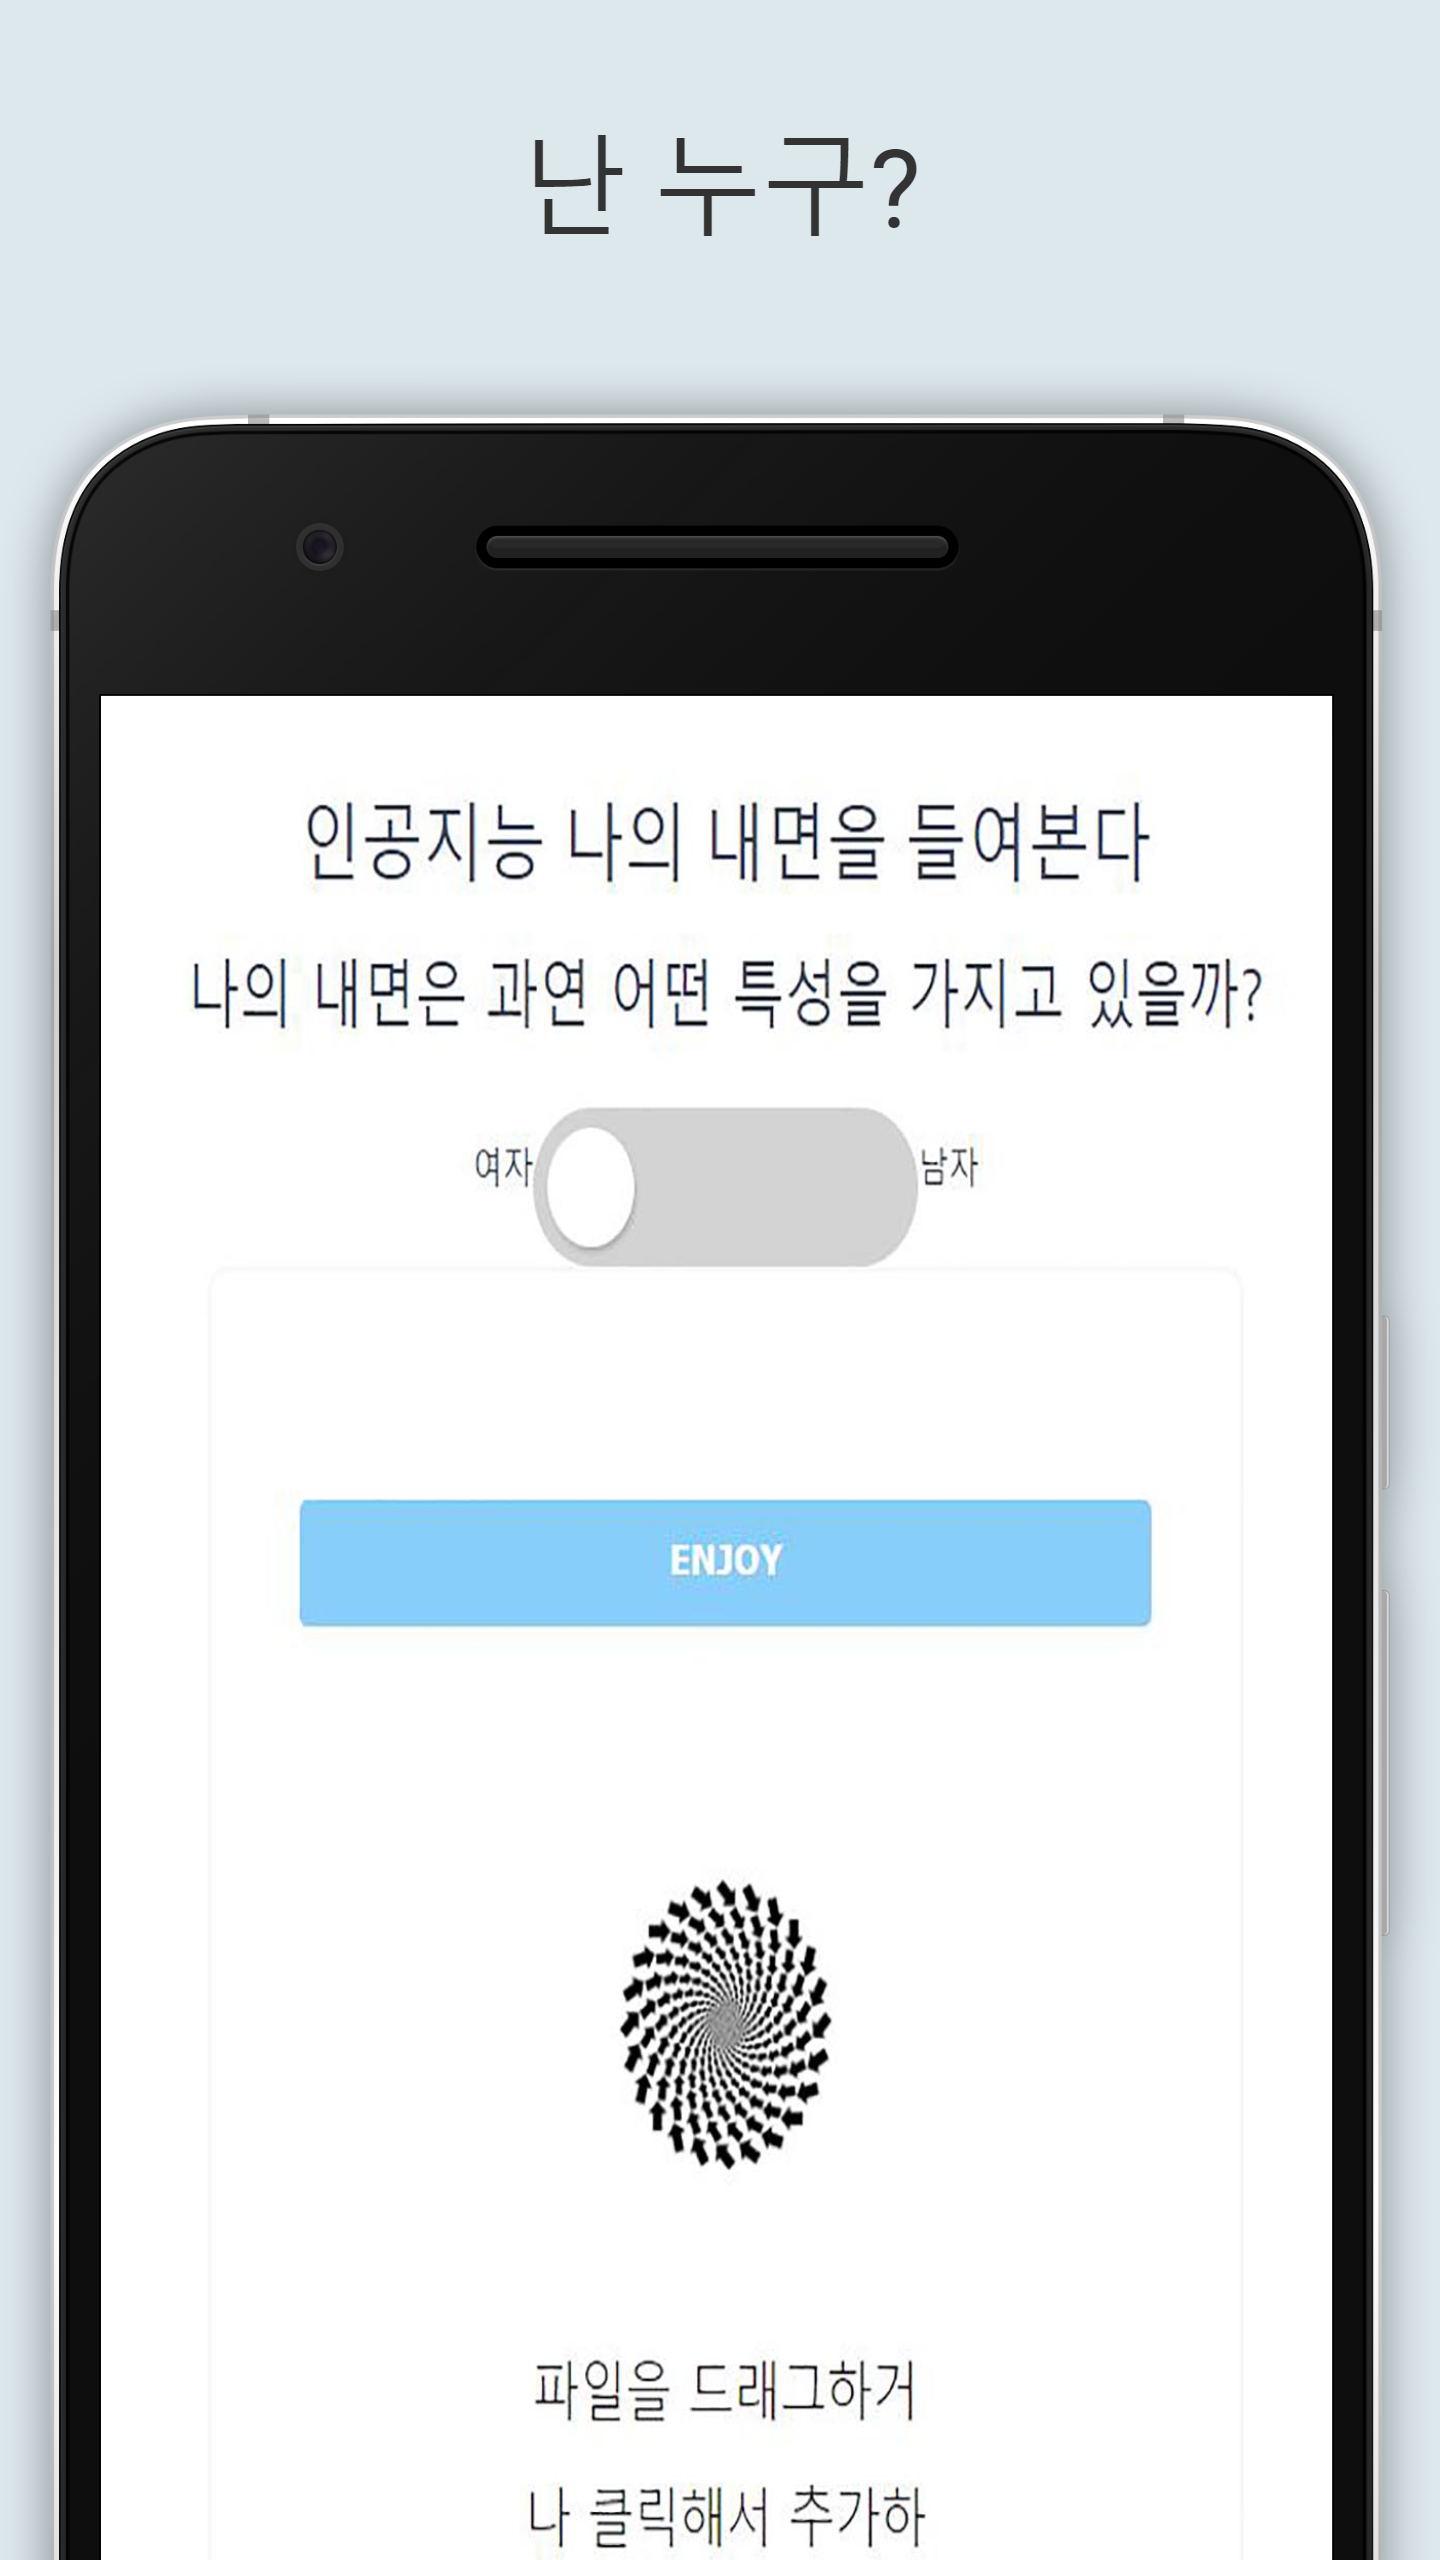 난 누구?
인공지능 나의 내면을 들여본다
나의 내면은 과연 어떤 특성을 가지고 있을까?
여자 남자
ENJOY
파일을 드래그하거
나 클릭해서 추가하